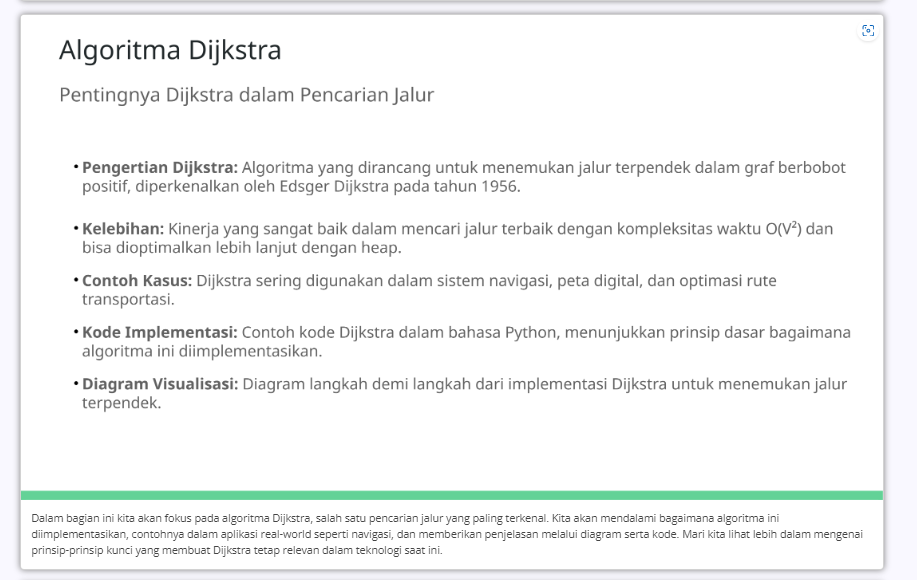 Algoritma Dijkstra
Pentingnya Dijkstra dalam Pencarian Jalur
• Pengertian Dijkstra: Algoritma yang dirancang untuk menemukan jalur terpendek dalam graf berbobot
positif, diperkenalkan oleh Edsger Dijkstra pada tahun 1956.
• Kelebihan: Kinerja yang sangat baik dalam mencari jalur terbaik dengan kompleksitas waktu O(V²) dan
bisa dioptimalkan lebih lanjut dengan heap.
• Contoh Kasus: Dijkstra sering digunakan dalam sistem navigasi, peta digital, dan optimasi rute
transportasi.
• Kode Implementasi: Contoh kode Dijkstra dalam bahasa Python, menunjukkan prinsip dasar bagaimana
algoritma ini diimplementasikan.
• Diagram Visualisasi: Diagram langkah demi langkah dari implementasi Dijkstra untuk menemukan jalur
terpendek.
Dalam bagian ini kita akan fokus pada algoritma Dijkstra, salah satu pencarian jalur yang paling terkenal. Kita akan mendalami bagaimana algoritma ini
diimplementasikan, contohnya dalam aplikasi real-world seperti navigasi, dan memberikan penjelasan melalui diagram serta kode. Mari kita lihat lebih dalam mengenai
prinsip-prinsip kunci yang membuat Dijkstra tetap relevan dalam teknologi saat ini.